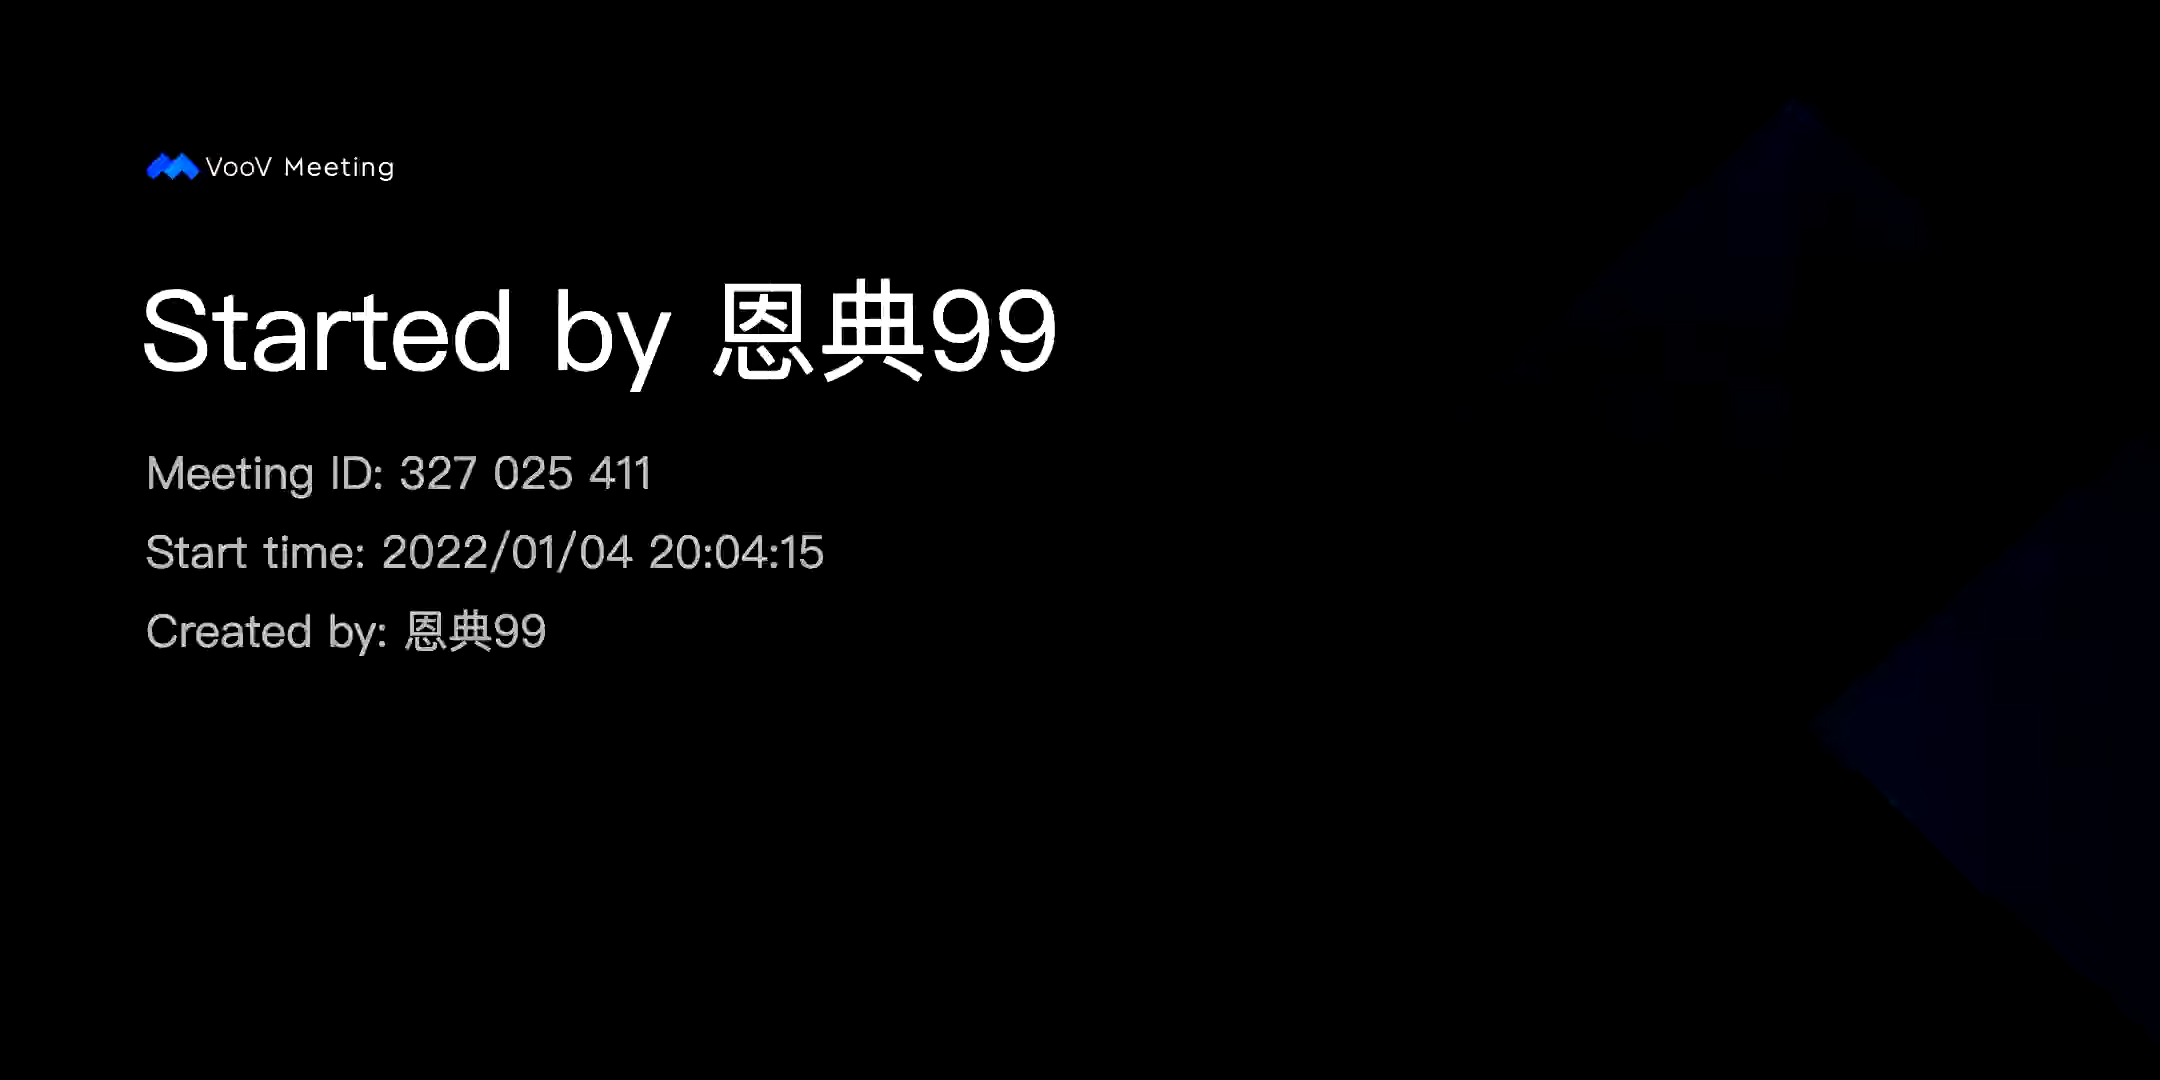 VooV Meeting
Started by 恩典99
Meeting ID: 327 025 411
Start time: 2022/01/04 20:04:15
Created by: 恩典99